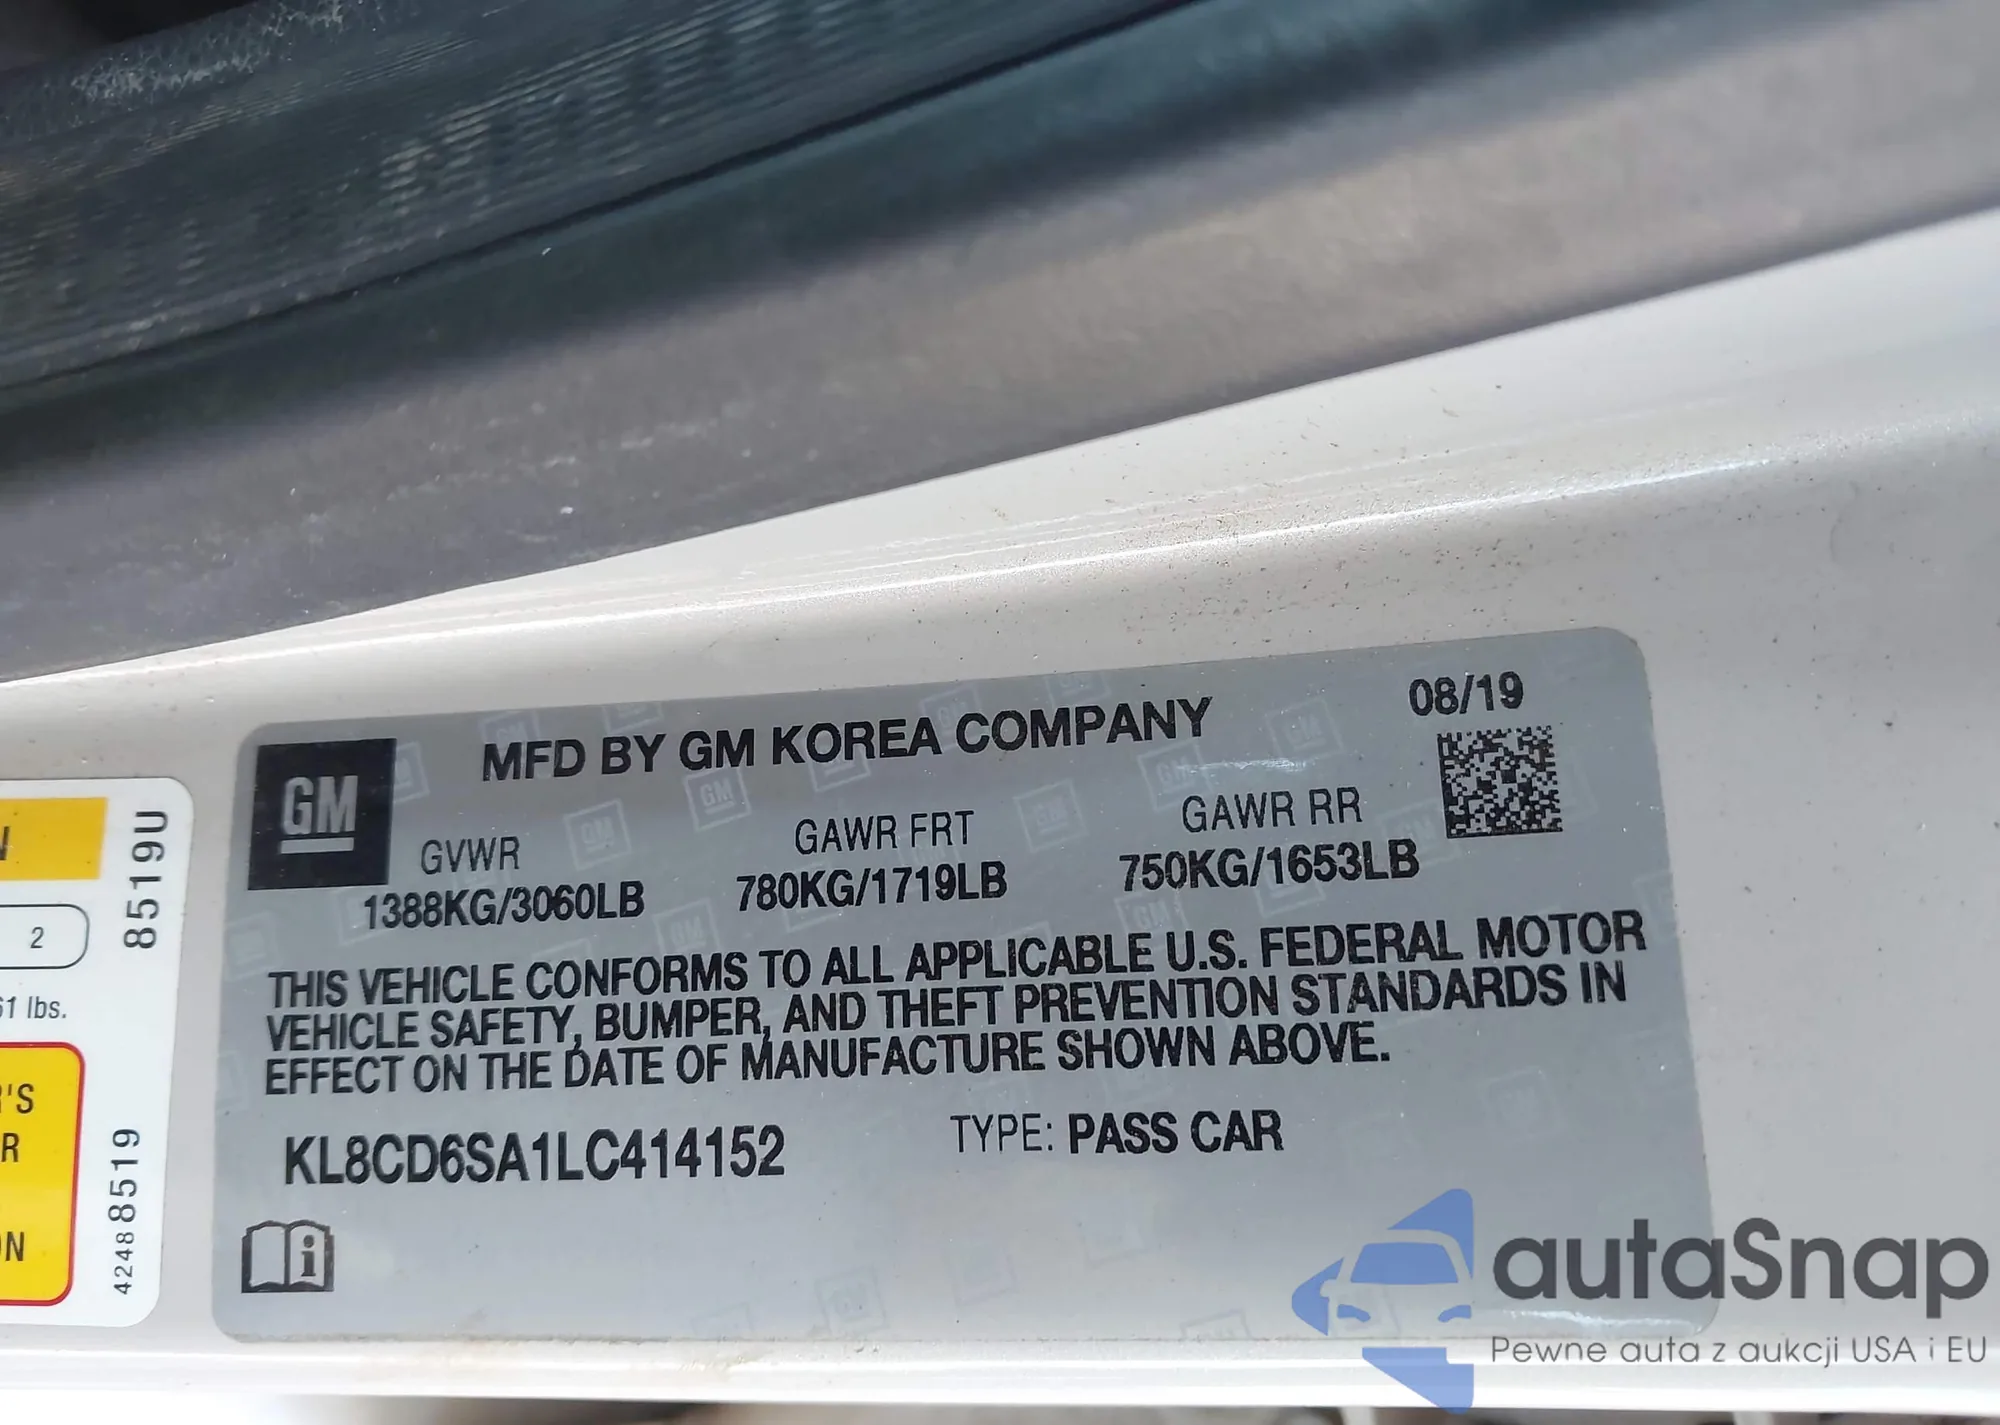 MFD BY GM KOREA COMPANY
08/19
GM
GVWR
GAWR FRT
GAWR RR
1388KG/3060LB
780KG/1719LB
750KG/1653LB
THIS VEHICLE CONFORMS TO ALL APPLICABLE U.S. FEDERAL MOTOR
VEHICLE SAFETY, BUMPER, AND THEFT PREVENTION STANDARDS IN
EFFECT ON THE DATE OF MANUFACTURE SHOWN ABOVE.
KL8CD6SA1LC414152
TYPE: PASS CAR
8519U
2
lbs.
42488519
autaSnap
Pewne auta z aukcji USA i EU